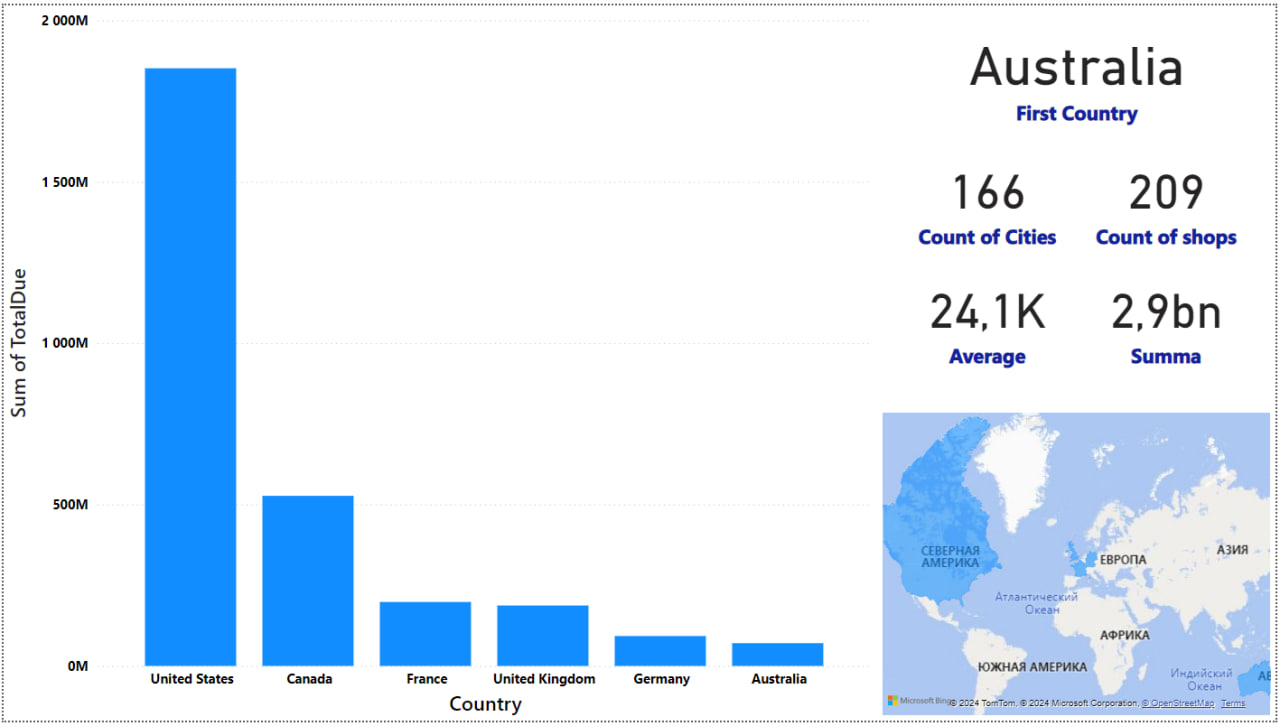 2 000M
1 500M
1 000M
500M
0M
Sum of TotalDue
United States
Canada
France
United Kingdom
Germany
Australia
Country
Australia
First Country
166
Count of Cities
209
Count of shops
24,1K
Average
2,9bn
Summa
СЕВЕРНАЯ
АМЕРИКА
ЕВРОПА
АЗИЯ
Атлантический
Океан
АФРИКА
ЮЖНАЯ АМЕРИКА
Индийский
Океан
АВ
Microsoft Bing
© 2024 TomTom, © 2024 Microsoft Corporation, © OpenStreetMap Terms